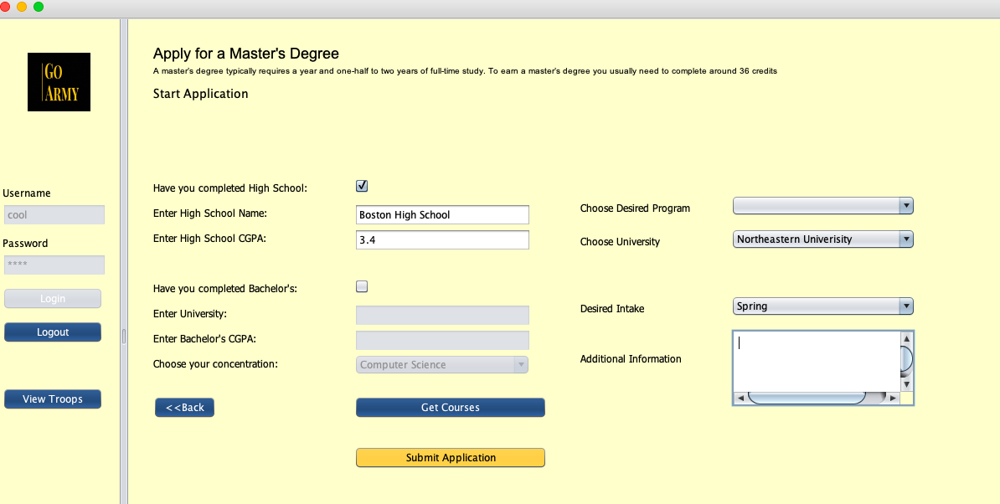 GO
ARMY
Username
cool
Password
****
Login
Logout
View Troops
Apply for a Master's Degree
A master's degree typically requires a year and one-half to two years of full-time study. To earn a master's degree you usually need to complete around 36 credits
Start Application
Have you completed High School:
Enter High School Name: Boston High School
Enter High School CGPA: 3.4
Have you completed Bachelor's:
Enter University:
Enter Bachelor's CGPA:
Choose your concentration: Computer Science
<<Back
Get Courses
Submit Application
Choose Desired Program
Choose University Northeastern Univerisity
Desired Intake Spring
Additional Information